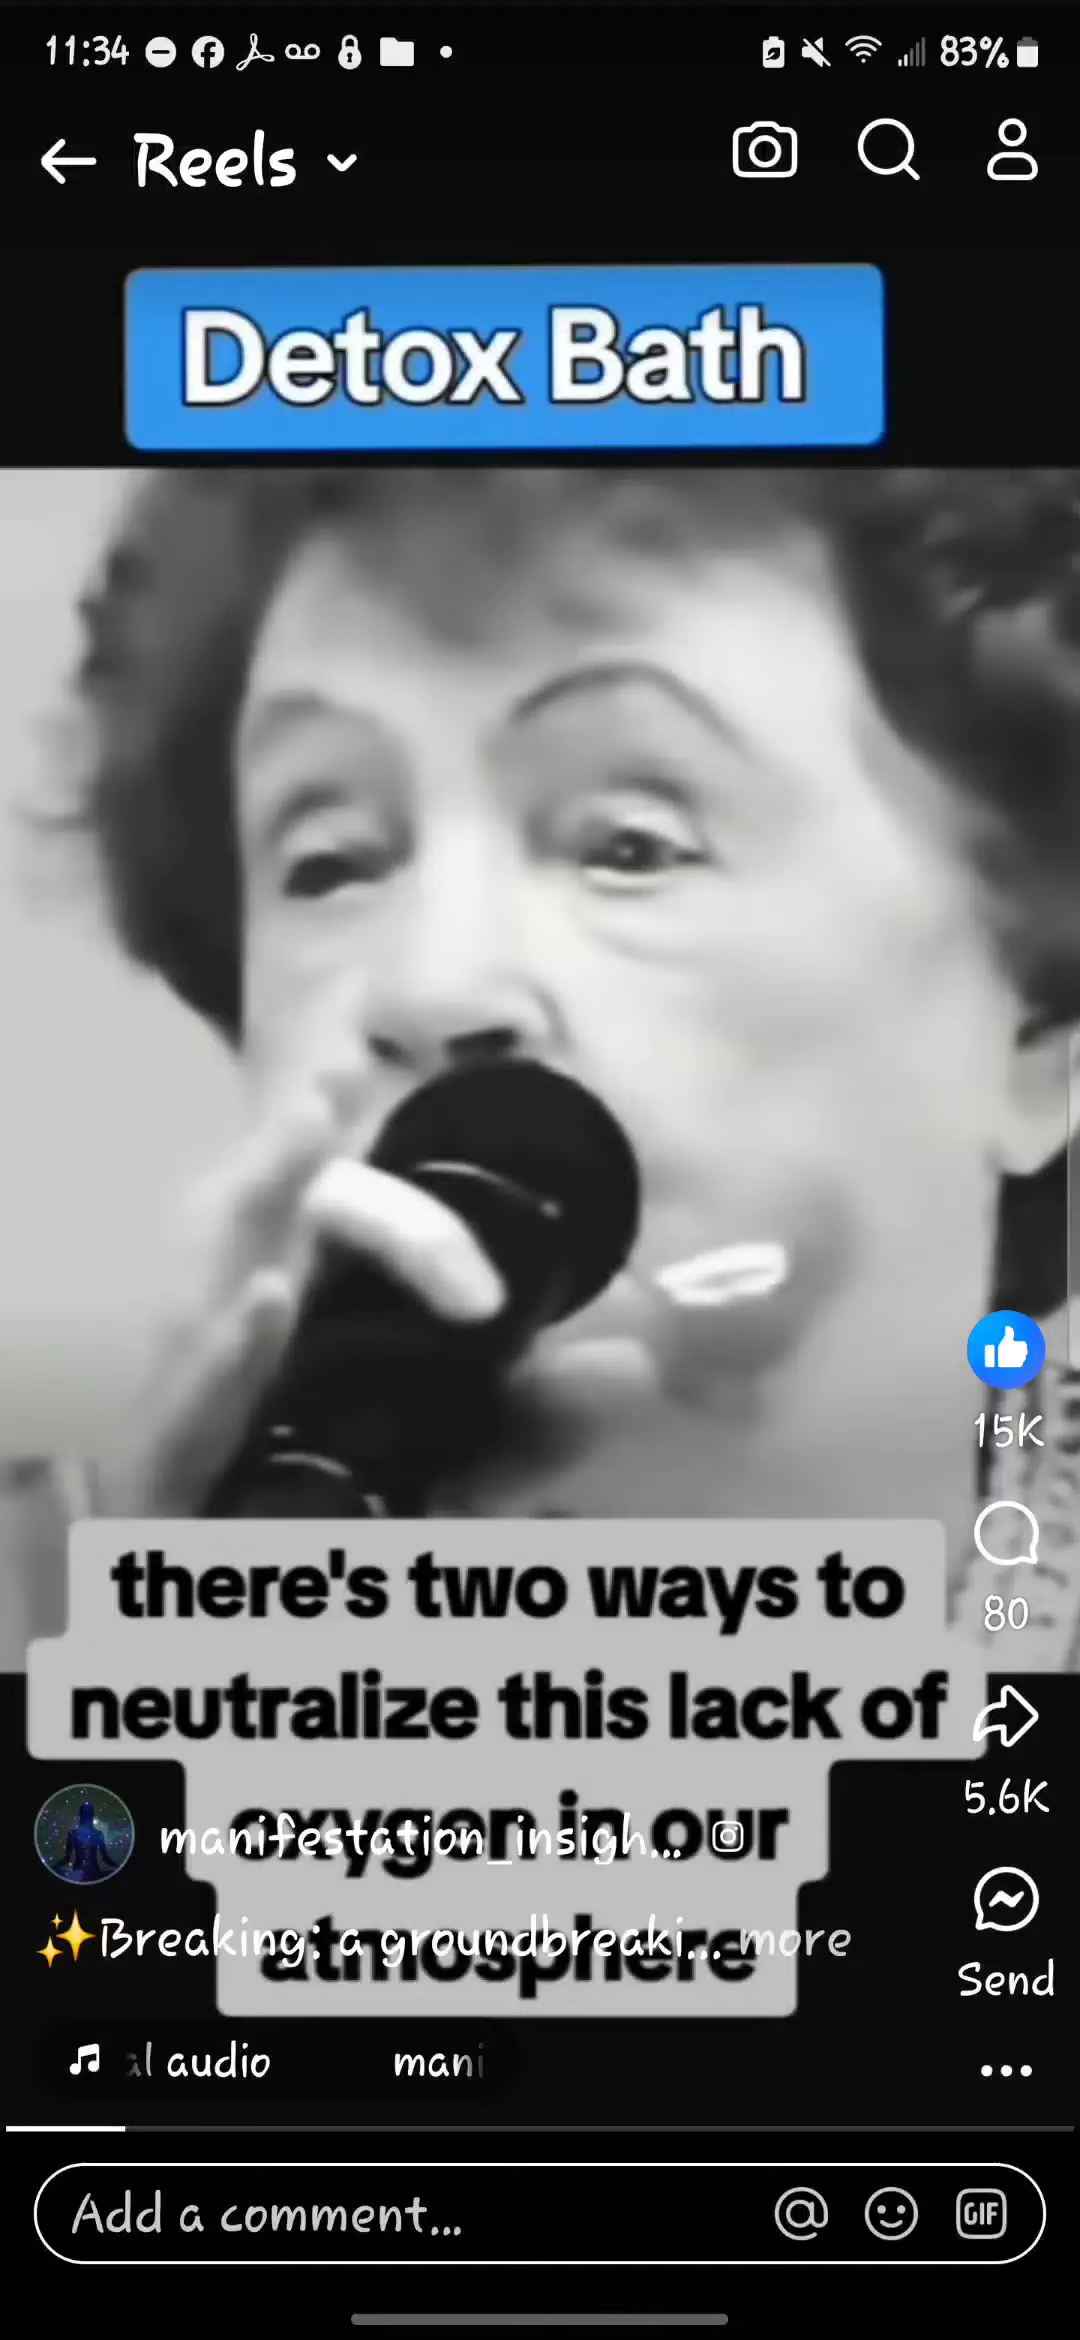 11:34
83%
Reels
Detox Bath
15K
there's two ways to
80
neutralize this lack of
5.6K
oxygen in our
manifestation_insigh...
✨Breaking: a groundbreaki... more
atmosphere
Send
al audio mani
Add a comment...
GIF